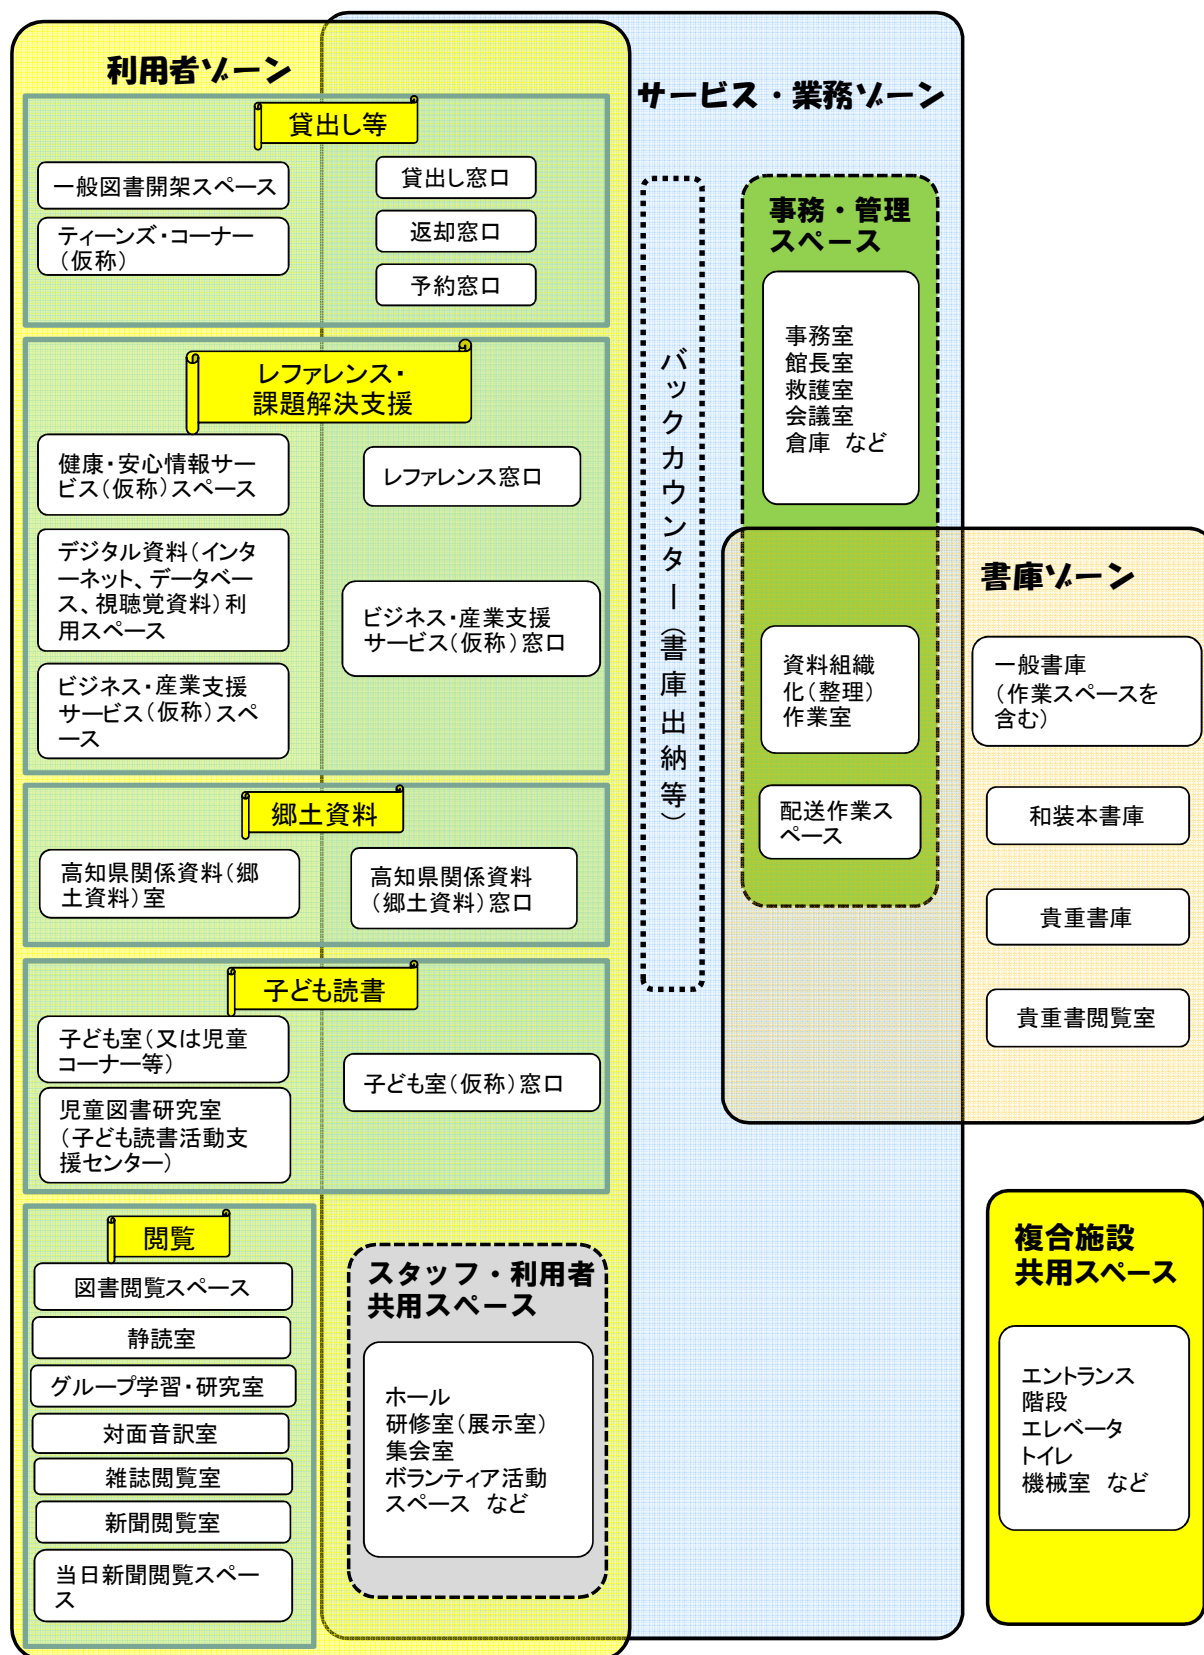 利用者ゾーン
サービス・業務ゾーン
貸出し等
一般図書開架スペース
ティーンズ・コーナー
(仮称)
貸出し窓口
返却窓口
予約窓口
レファレンス・
課題解決支援
健康・安心情報サー
ビス(仮称)スペース
デジタル資料(インタ
ーネット、データベー
ス、視聴覚資料)利
用スペース
ビジネス・産業支援
サービス(仮称)スペ
ース
レファレンス窓口
ビジネス・産業支援
サービス(仮称)窓口
郷土資料
高知県関係資料(郷
土資料)室
高知県関係資料
(郷土資料)窓口
子ども読書
子ども室(又は児童
コーナー等)
児童図書研究室
(子ども読書活動支
援センター)
子ども室(仮称)窓口
閲覧
図書閲覧スペース
静読室
グループ学習・研究室
対面音訳室
雑誌閲覧室
新聞閲覧室
当日新聞閲覧スペー
ス
スタッフ・利用者
共用スペース
ホール
研修室(展示室)
集会室
ボランティア活動
スペース など
バックカウンター(書庫出納等)
事務・管理
スペース
事務室
館長室
救護室
会議室
倉庫 など
資料組織
化(整理)
作業室
配送作業ス
ペース
書庫ゾーン
一般書庫
(作業スペースを
含む)
和装本書庫
貴重書庫
貴重書閲覧室
複合施設
共用スペース
エントランス
階段
エレベータ
トイレ
機械室 など